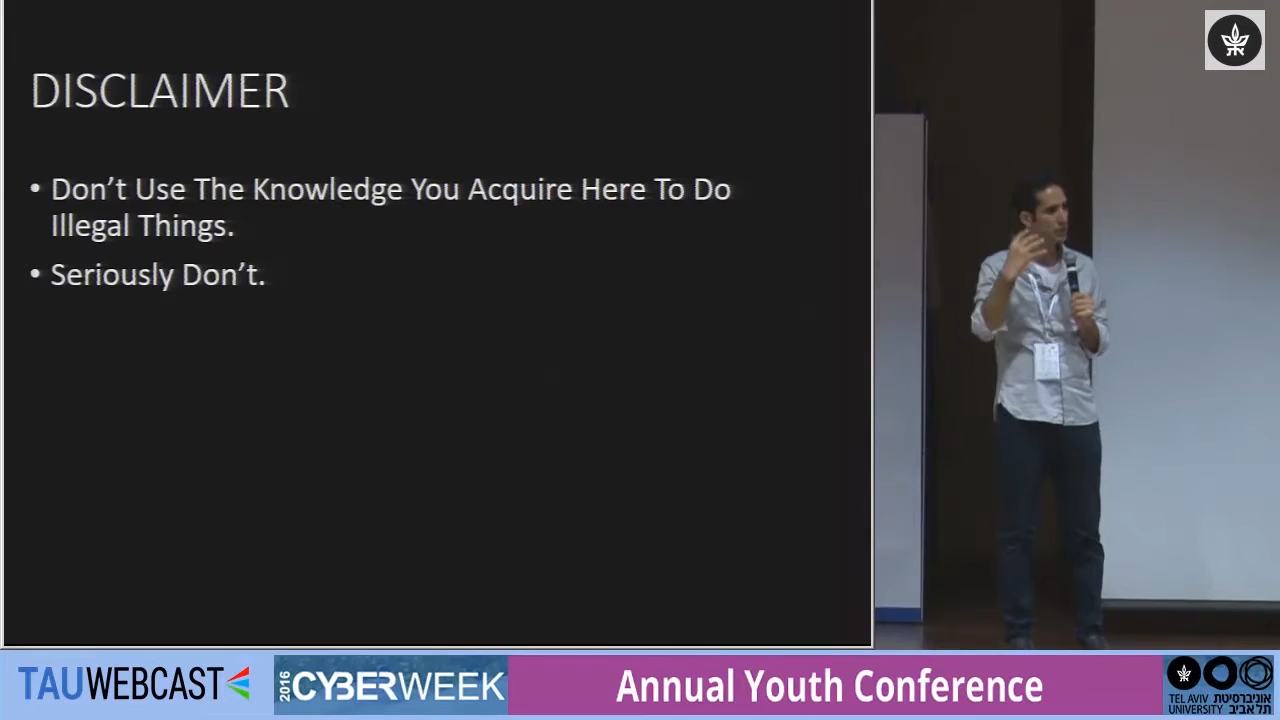 DISCLAIMER
• Don't Use The Knowledge You Acquire Here To Do
Illegal Things.
• Seriously Don't.
TAUWEBCAST
2016 CYBERWEEK
Annual Youth Conference
TEL AVIV אוניברסיטת
UNIVERSITY תל אביב